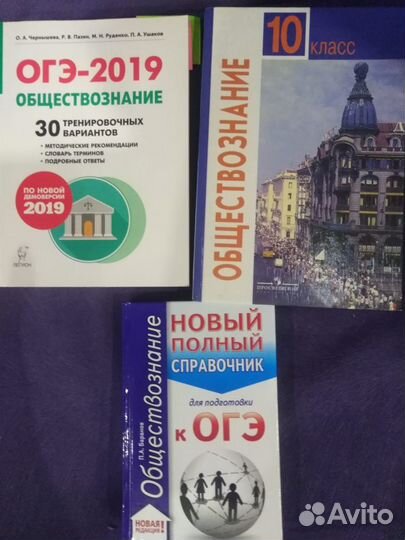 О. А. Чернышева, Р. В. Пазин, М. Н. Руденко, П. А. Ушаков
ОГЭ-2019
ОБЩЕСТВОЗНАНИЕ
30 ТРЕНИРОВОЧНЫХ
ВАРИАНТОВ
• МЕТОДИЧЕСКИЕ РЕКОМЕНДАЦИИ
• СЛОВАРЬ ТЕРМИНОВ
• ПОДРОБНЫЕ ОТВЕТЫ
ПО НОВОЙ
ДЕМОВЕРСИИ
2019
ЛЕГИОН
10 КЛАСС
ОБЩЕСТВОЗНАНИЕ
ПРОСВЕЩЕНИЕ
П.А. Баранов
Обществознание
НОВЫЙ
ПОЛНЫЙ
СПРАВОЧНИК
для подготовки
к ОГЭ
НОВАЯ
РЕДАКЦИЯ!
Avito